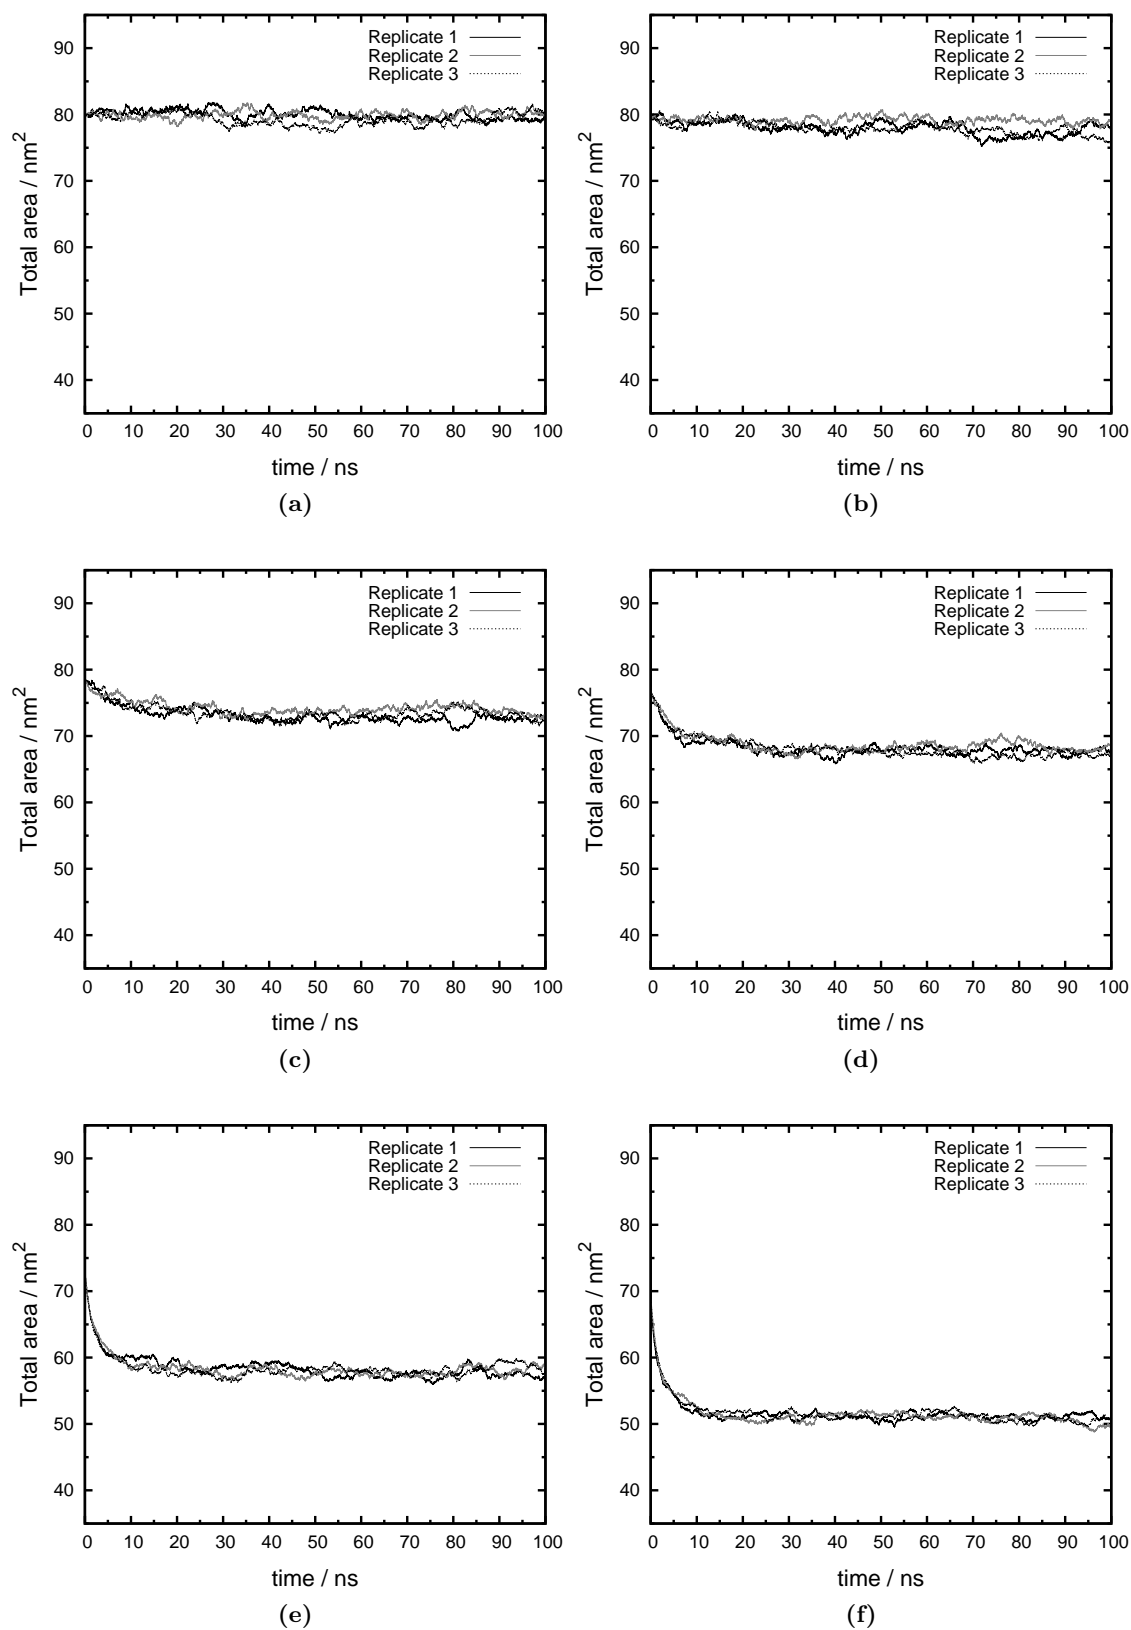 Replicate 1
Replicate 2
Replicate 3
Total area / nm²
90
80
70
60
50
40
0 10 20 30 40 50 60 70 80 90 100
time / ns
(a)
Replicate 1
Replicate 2
Replicate 3
Total area / nm²
90
80
70
60
50
40
0 10 20 30 40 50 60 70 80 90 100
time / ns
(b)
Replicate 1
Replicate 2
Replicate 3
Total area / nm²
90
80
70
60
50
40
0 10 20 30 40 50 60 70 80 90 100
time / ns
(c)
Replicate 1
Replicate 2
Replicate 3
Total area / nm²
90
80
70
60
50
40
0 10 20 30 40 50 60 70 80 90 100
time / ns
(d)
Replicate 1
Replicate 2
Replicate 3
Total area / nm²
90
80
70
60
50
40
0 10 20 30 40 50 60 70 80 90 100
time / ns
(e)
Replicate 1
Replicate 2
Replicate 3
Total area / nm²
90
80
70
60
50
40
0 10 20 30 40 50 60 70 80 90 100
time / ns
(f)